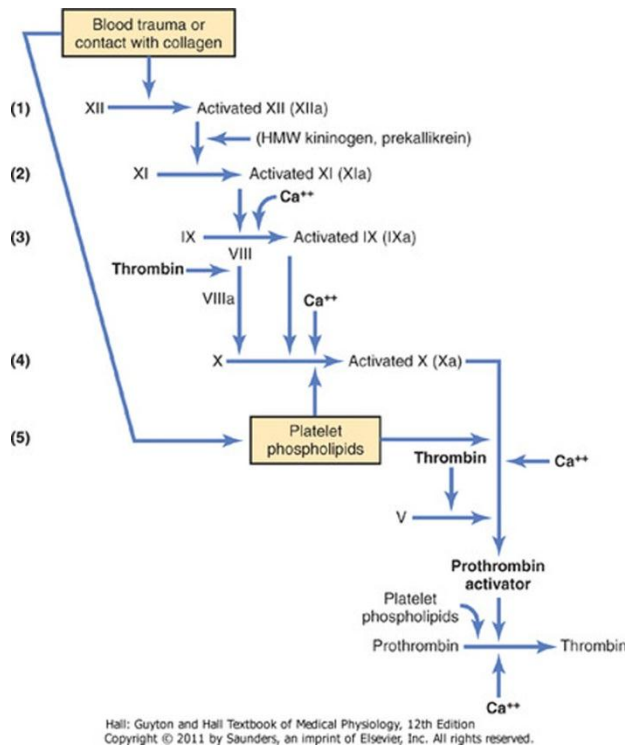 Blood trauma or
contact with collagen
(1)
XII
Activated XII (XIIa)
(HMW kininogen, prekallikrein)
(2)
XI
Activated XI (XIa)
Ca++
(3)
IX
Activated IX (IXa)
VIII
Thrombin
VIIIa
Ca++
(4)
X
Activated X (Xa)
(5)
Platelet
phospholipids
Thrombin
Ca++
V
Prothrombin
activator
Platelet
phospholipids
Prothrombin
Thrombin
Ca++
Hall: Guyton and Hall Textbook of Medical Physiology, 12th Edition
Copyright © 2011 by Saunders, an imprint of Elsevier, Inc. All rights reserved.